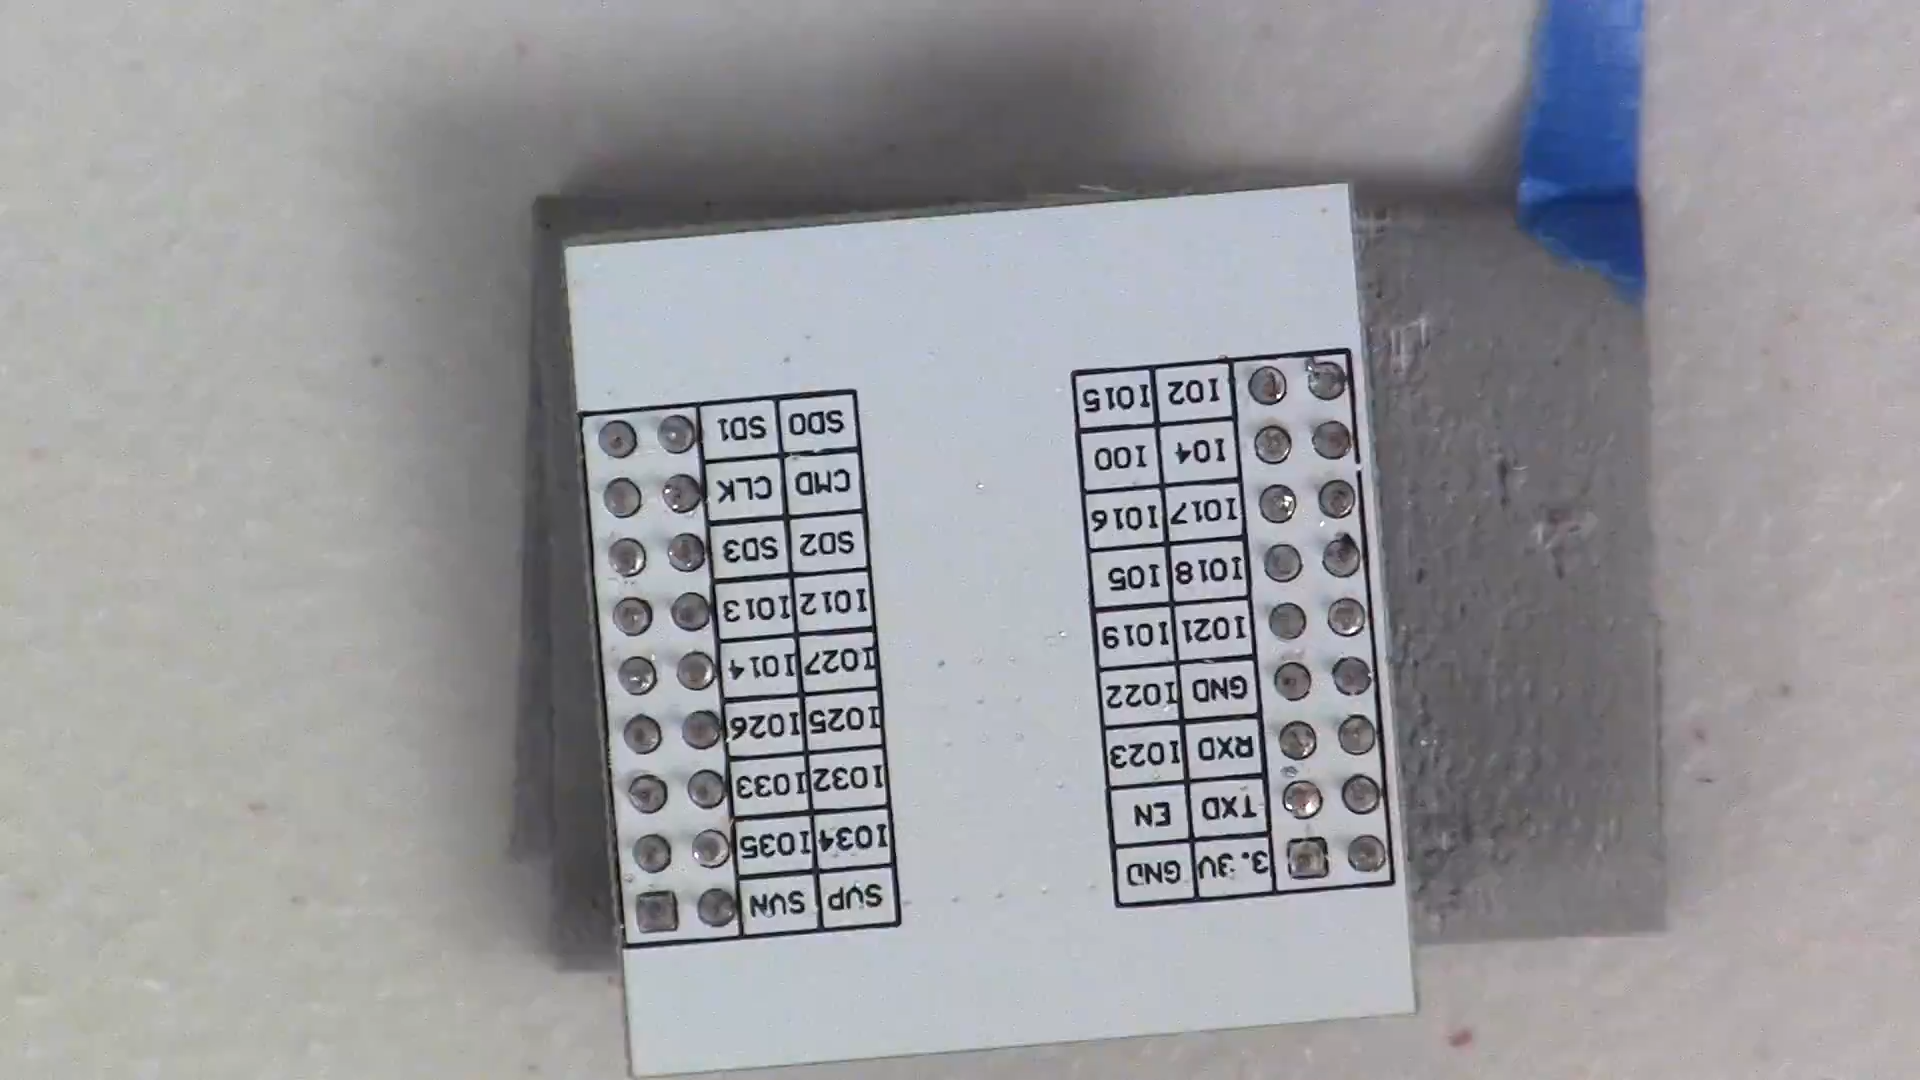 3.3V GND
TXD EN
RXD IO23
GND IO22
IO21 IO19
IO18 IO5
IO17 IO16
IO4 IO0
IO2 IO15
SVP SVN
IO34 IO35
IO32 IO33
IO25 IO26
IO27 IO14
IO12 IO13
SD2 SD3
CMD CLK
SD0 SD1